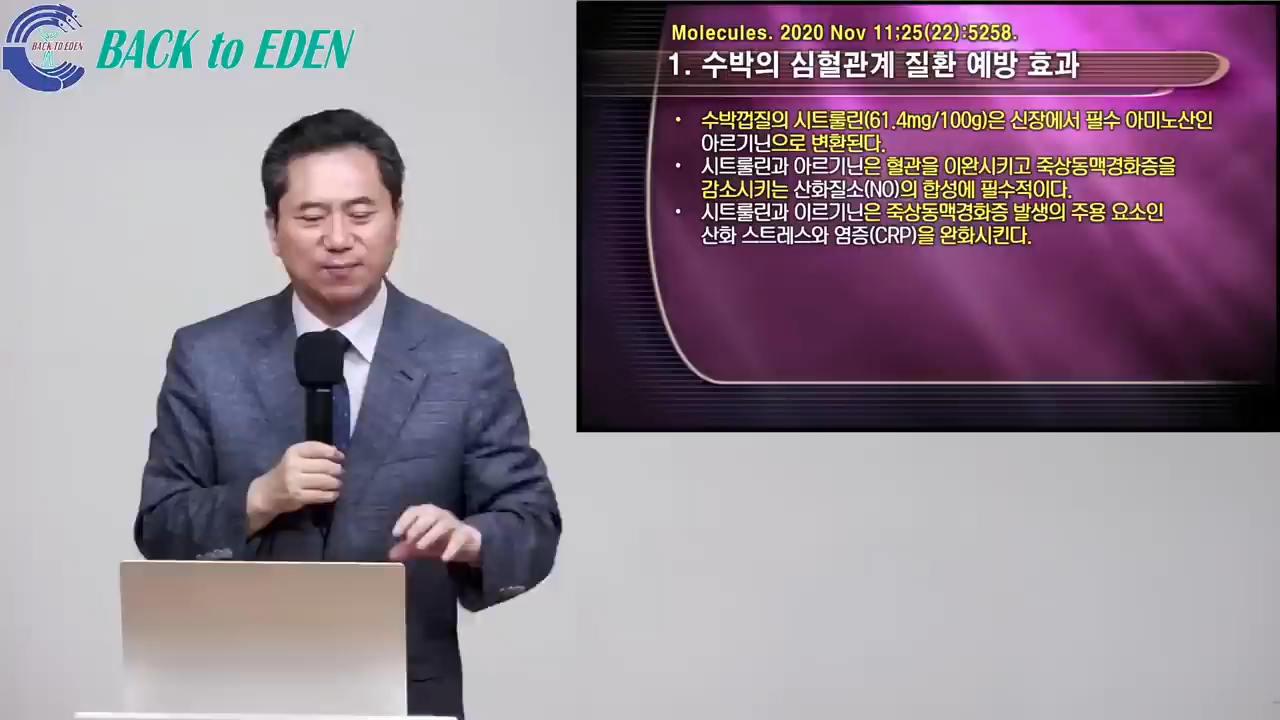 BACK TO EDEN
BACK to EDEN
Molecules. 2020 Nov 11;25(22):5258.
1. 수박의 심혈관계 질환 예방 효과
• 수박껍질의 시트룰린(61.4mg/100g)은 신장에서 필수 아미노산인
아르기닌으로 변환된다.
• 시트룰린과 아르기닌은 혈관을 이완시키고 죽상동맥경화증을
감소시키는 산화질소(NO)의 합성에 필수적이다.
• 시트룰린과 이르기닌은 죽상동맥경화증 발생의 주용 요소인
산화 스트레스와 염증(CRP)을 완화시킨다.